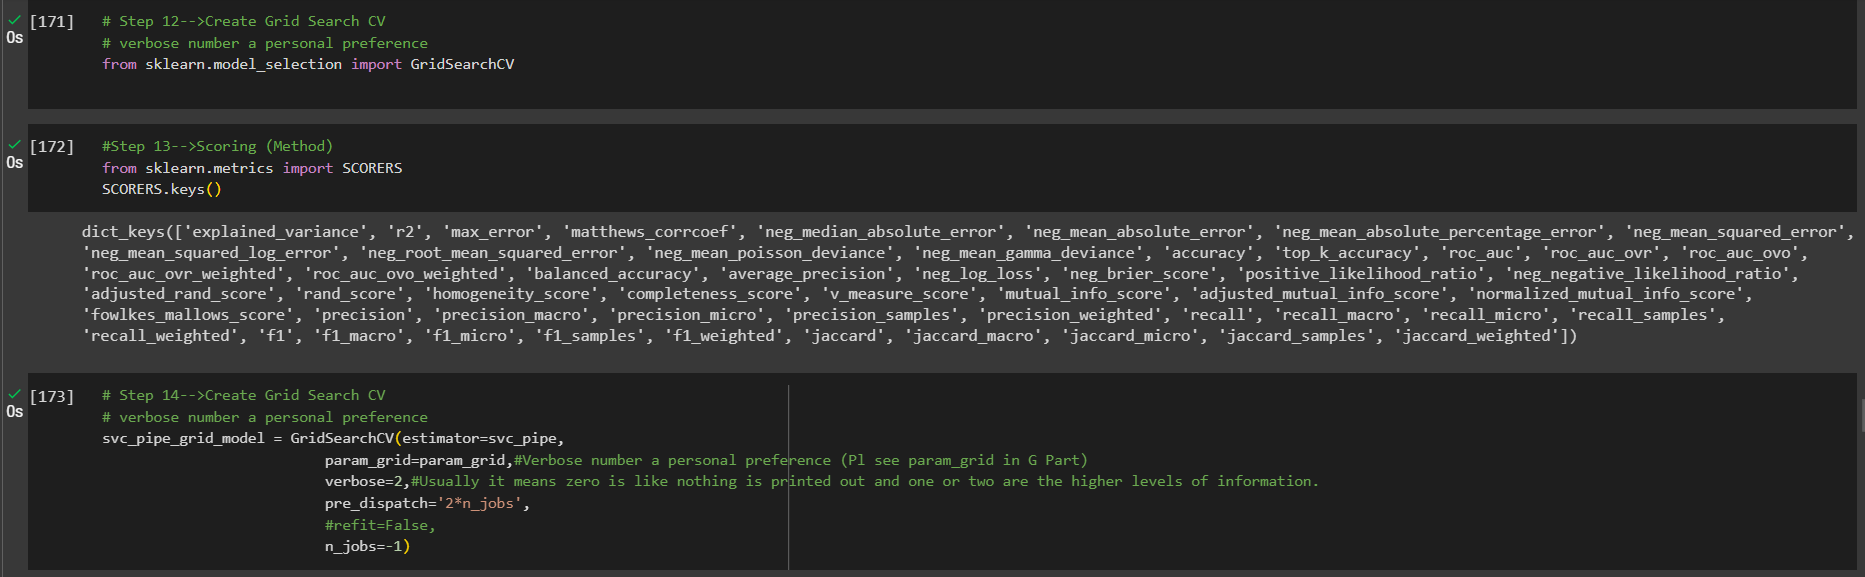 [171] # Step 12-->Create Grid Search CV
0s # verbose number a personal preference
from sklearn.model_selection import GridSearchCV
[172] #Step 13-->Scoring (Method)
0s from sklearn.metrics import SCORERS
SCORERS.keys()
dict_keys(['explained_variance', 'r2', 'max_error', 'matthews_corrcoef', 'neg_median_absolute_error', 'neg_mean_absolute_error', 'neg_mean_absolute_percentage_error', 'neg_mean_squared_error',
'neg_mean_squared_log_error', 'neg_root_mean_squared_error', 'neg_mean_poisson_deviance', 'neg_mean_gamma_deviance', 'accuracy', 'top_k_accuracy', 'roc_auc', 'roc_auc_ovr', 'roc_auc_ovo',
'roc_auc_ovr_weighted', 'roc_auc_ovo_weighted', 'balanced_accuracy', 'average_precision', 'neg_log_loss', 'neg_brier_score', 'positive_likelihood_ratio', 'neg_negative_likelihood_ratio',
'adjusted_rand_score', 'rand_score', 'homogeneity_score', 'completeness_score', 'v_measure_score', 'mutual_info_score', 'adjusted_mutual_info_score', 'normalized_mutual_info_score',
'fowlkes_mallows_score', 'precision', 'precision_macro', 'precision_micro', 'precision_samples', 'precision_weighted', 'recall', 'recall_macro', 'recall_micro', 'recall_samples',
'recall_weighted', 'f1', 'f1_macro', 'f1_micro', 'f1_samples', 'f1_weighted', 'jaccard', 'jaccard_macro', 'jaccard_micro', 'jaccard_samples', 'jaccard_weighted'])
[173] # Step 14-->Create Grid Search CV
0s # verbose number a personal preference
svc_pipe_grid_model = GridSearchCV(estimator=svc_pipe,
param_grid=param_grid,#Verbose number a personal preference (Pl see param_grid in G Part)
verbose=2,#Usually it means zero is like nothing is printed out and one or two are the higher levels of information.
pre_dispatch='2*n_jobs',
#refit=False,
n_jobs=-1)